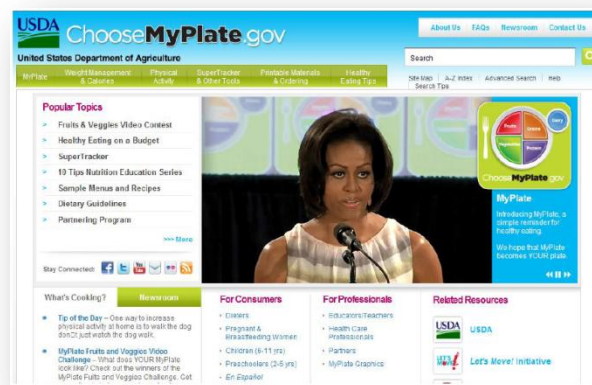 USDA
ChooseMyPlate.gov
United States Department of Agriculture
About Us FAQs Newsroom Contact Us
Search
MyPlate
Weight Management & Calories
Physical Activity
SuperTracker & Other Tools
Printable Materials & Ordering
Healthy Eating Tips
Site Map A-Z Index Advanced Search Help
Search Tips
Popular Topics
Fruits & Veggies Video Contest
Healthy Eating on a Budget
SuperTracker
10 Tips Nutrition Education Series
Sample Menus and Recipes
Dietary Guidelines
Partnering Program
>>> More
Stay Connected:
Fruits
Grains
Dairy
Vegetables
Protein
ChooseMyPlate.gov
MyPlate
Introducing MyPlate, a
simple reminder for
healthy eating.
We hope that MyPlate
becomes YOUR plate.
What's Cooking? Newsroom
Tip of the Day – One way to increase
physical activity at home is to walk the dog
just watch the dog walk.
MyPlate Fruits and Veggies Video
Challenge – What does YOUR MyPlate
look like? Check out the winners of the
MyPlate Fruits and Veggies Challenge. Get
For Consumers
Dieters
Pregnant &
Breastfeeding Women
Children (6-11 yrs)
Preschoolers (2-5 yrs)
En Español
For Professionals
Educators/Teachers
Health Care
Professionals
Partners
MyPlate Graphics
Related Resources
USDA USDA
Let's Move! Initiative